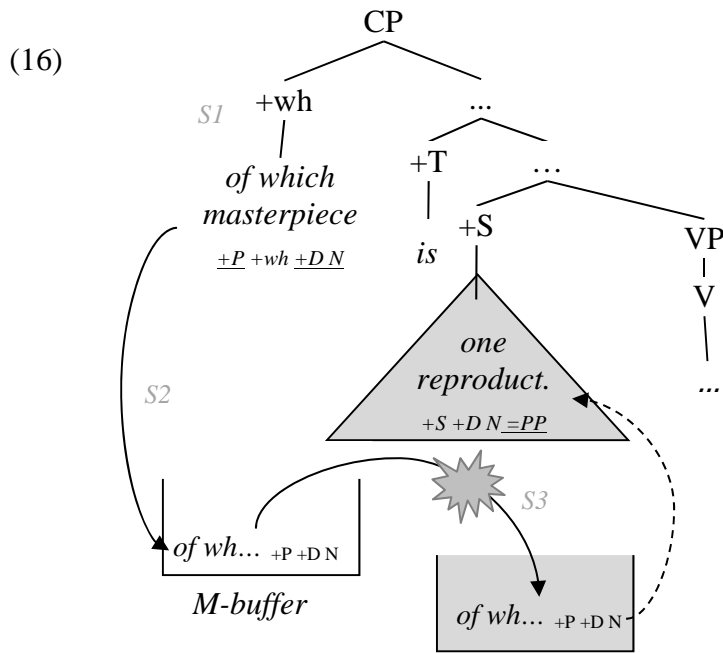 (16)
CP
S1 +wh ...
of which +T ...
masterpiece
+P +wh +D N
is +S VP
V
one
reproduct. ...
+S +D N =PP
S2
S3
of wh... +P +D N
M-buffer
of wh... +P +D N